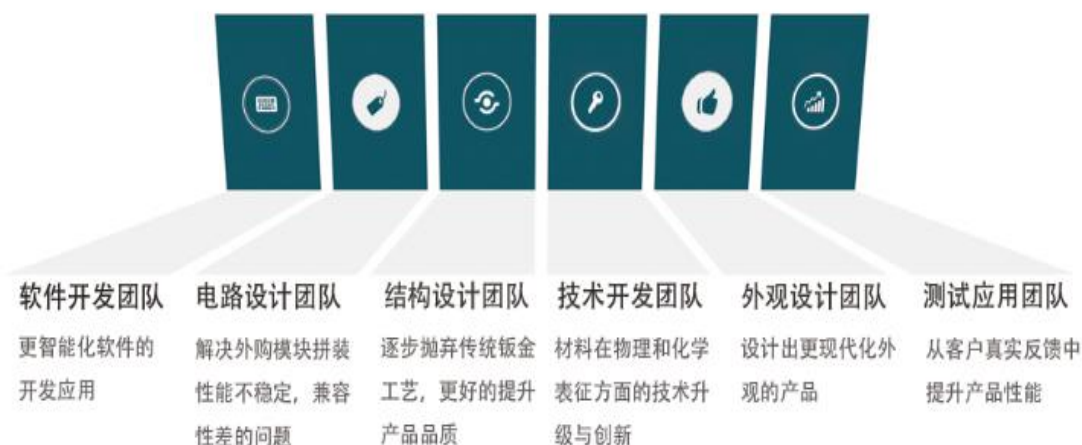 软件开发团队
更智能化软件的
开发应用
电路设计团队
解决外购模块拼装
性能不稳定，兼容
性差的问题
结构设计团队
逐步抛弃传统钣金
工艺，更好的提升
产品品质
技术开发团队
材料在物理和化学
表征方面的技术升
级与创新
外观设计团队
设计出更现代化外
观的产品
测试应用团队
从客户真实反馈中
提升产品性能